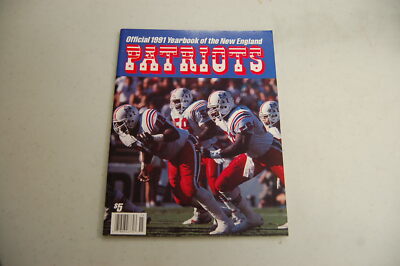 Official 1991 Yearbook of the New England
PATRIOTS
$5